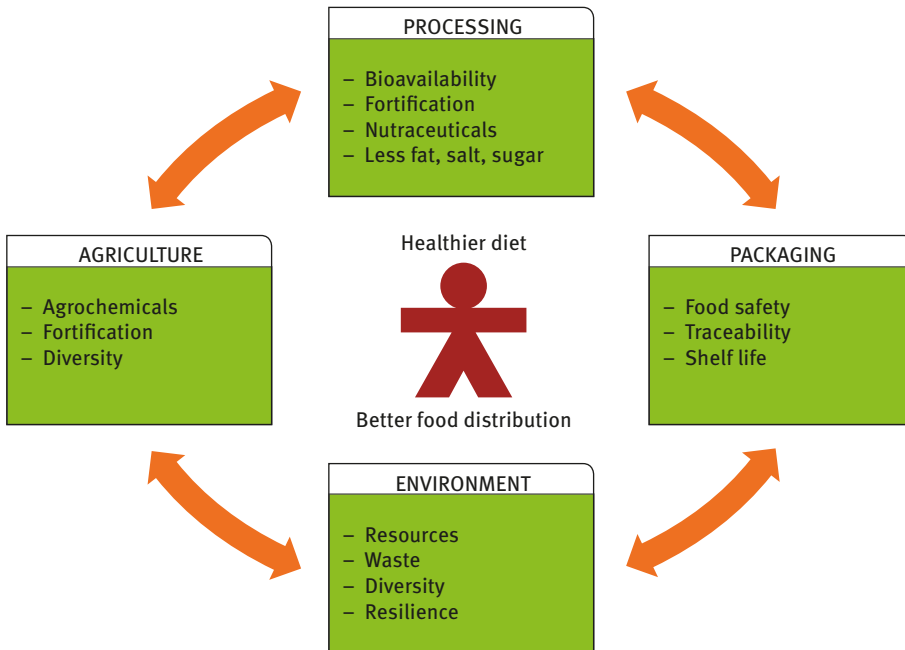 PROCESSING
– Bioavailability
– Fortification
– Nutraceuticals
– Less fat, salt, sugar
AGRICULTURE
– Agrochemicals
– Fortification
– Diversity
Healthier diet
Better food distribution
PACKAGING
– Food safety
– Traceability
– Shelf life
ENVIRONMENT
– Resources
– Waste
– Diversity
– Resilience